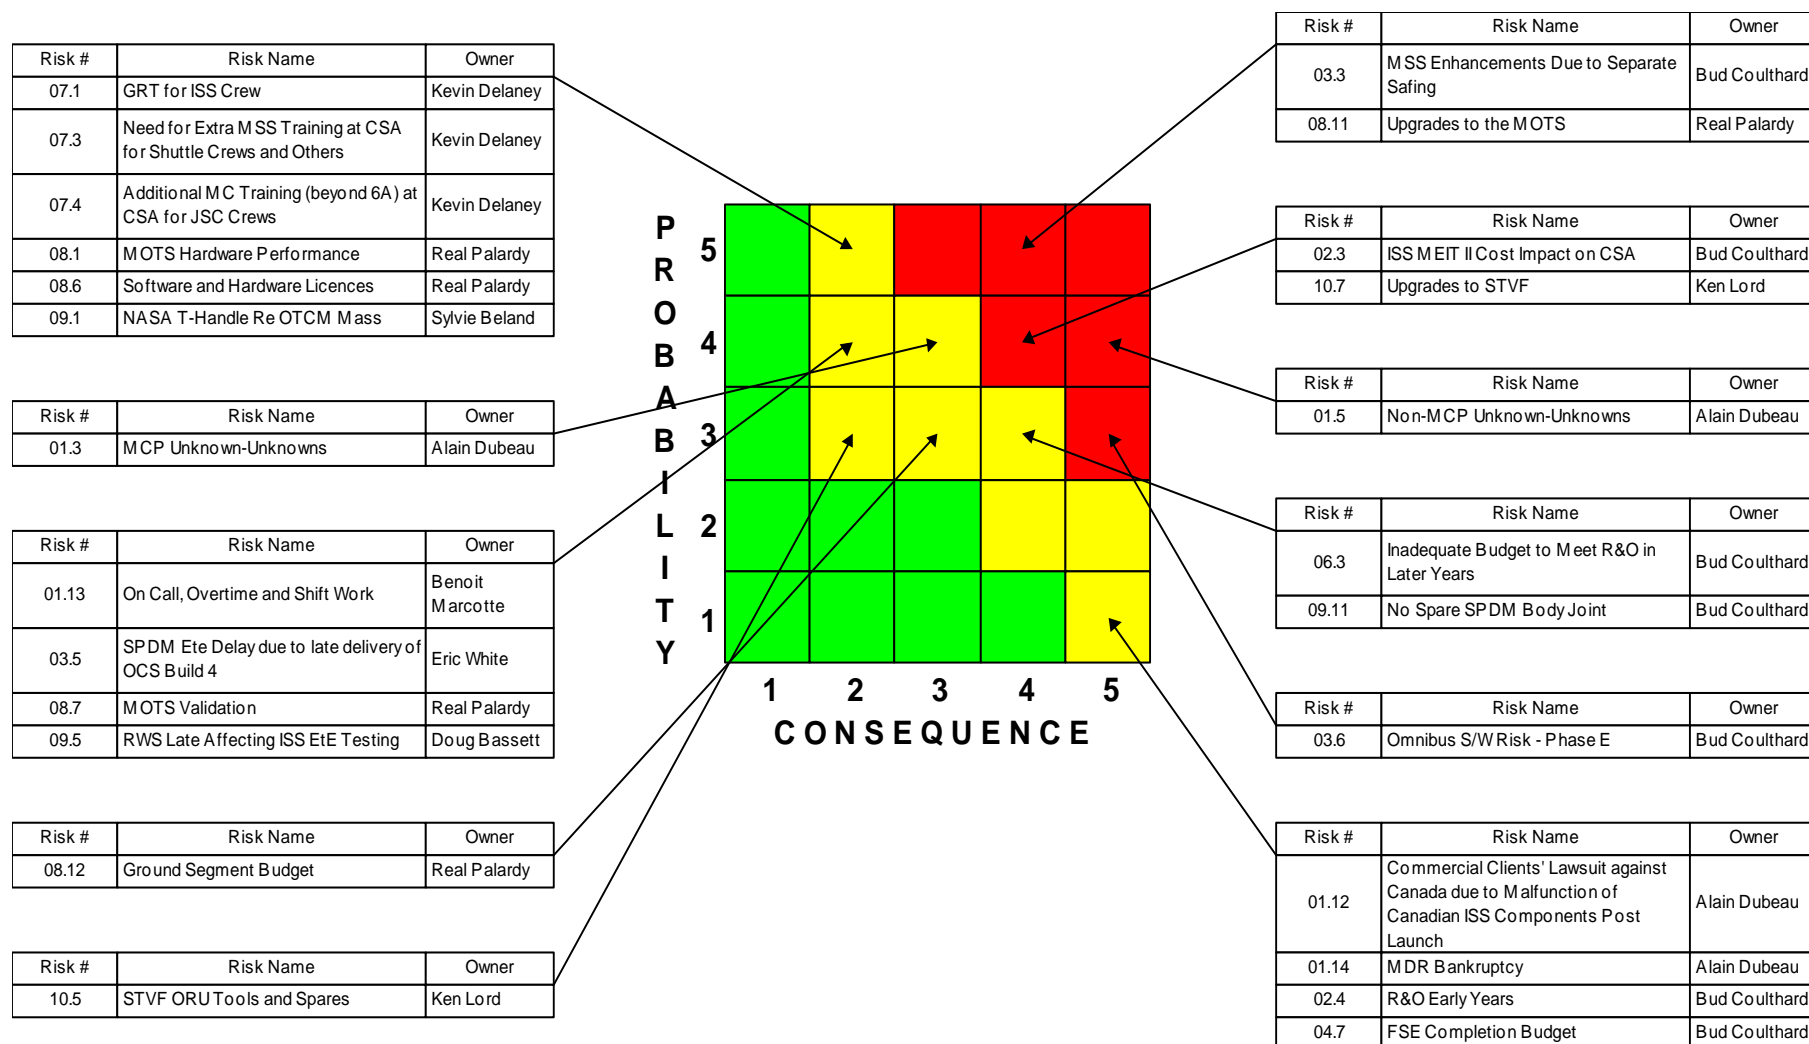 Risk # Risk Name Owner
07.1 GRT for ISS Crew Kevin Delaney
07.3 Need for Extra MSS Training at CSA for Shuttle Crews and Others Kevin Delaney
07.4 Additional MC Training (beyond 6A) at CSA for JSC Crews Kevin Delaney
08.1 MOTS Hardware Performance Real Palardy
08.6 Software and Hardware Licences Real Palardy
09.1 NASA T-Handle Re OTCM Mass Sylvie Beland
Risk # Risk Name Owner
01.3 MCP Unknown-Unknowns Alain Dubeau
Risk # Risk Name Owner
01.13 On Call, Overtime and Shift Work Benoit Marcotte
03.5 SPDM Ete Delay due to late delivery of OCS Build 4 Eric White
08.7 MOTS Validation Real Palardy
09.5 RWS Late Affecting ISS EtE Testing Doug Bassett
Risk # Risk Name Owner
08.12 Ground Segment Budget Real Palardy
Risk # Risk Name Owner
10.5 STVF ORU Tools and Spares Ken Lord
PROBABILITY
5
4
3
2
1
1 2 3 4 5
CONSEQUENCE
Risk # Risk Name Owner
03.3 MSS Enhancements Due to Separate Safing Bud Coulthard
08.11 Upgrades to the MOTS Real Palardy
Risk # Risk Name Owner
02.3 ISS MEIT II Cost Impact on CSA Bud Coulthard
10.7 Upgrades to STVF Ken Lord
Risk # Risk Name Owner
01.5 Non-MCP Unknown-Unknowns Alain Dubeau
Risk # Risk Name Owner
06.3 Inadequate Budget to Meet R&O in Later Years Bud Coulthard
09.11 No Spare SPDM Body Joint Bud Coulthard
Risk # Risk Name Owner
03.6 Omnibus S/W Risk - Phase E Bud Coulthard
Risk # Risk Name Owner
01.12 Commercial Clients' Lawsuit against Canada due to Malfunction of Canadian ISS Components Post Launch Alain Dubeau
01.14 MDR Bankruptcy Alain Dubeau
02.4 R&O Early Years Bud Coulthard
04.7 FSE Completion Budget Bud Coulthard